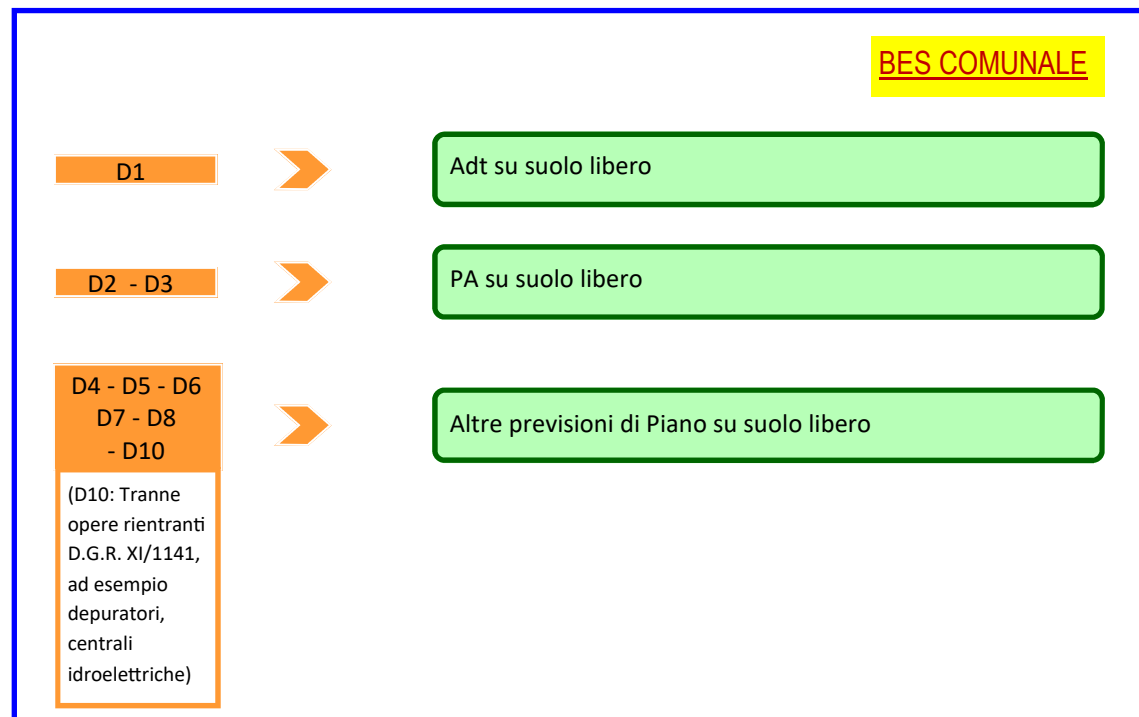 BES COMUNALE
D1
Adt su suolo libero
D2 - D3
PA su suolo libero
D4 - D5 - D6
D7 - D8
- D10
Altre previsioni di Piano su suolo libero
(D10: Tranne
opere rientranti
D.G.R. XI/1141,
ad esempio
depuratori,
centrali
idroelettriche)